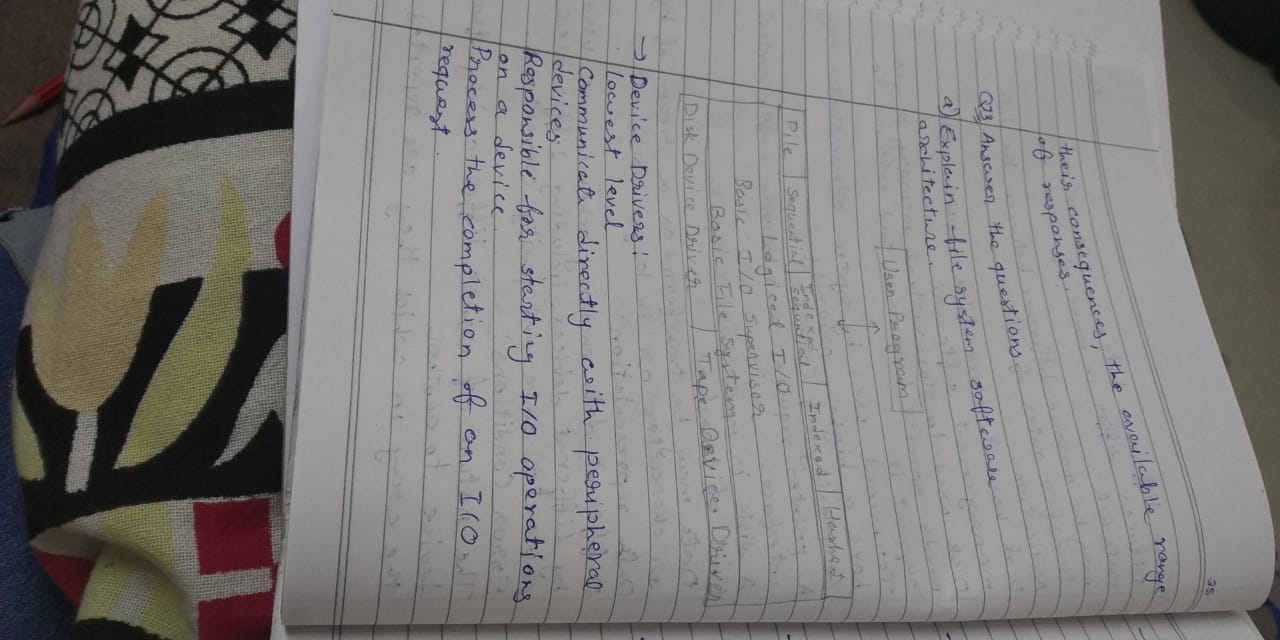 25
their consequences, the available range
of responses.
Q3, Answer the questions.
a) Explain file system software
architecture.
User Program
Pile | Sequential | Indexed Sequential | Indexed | Hashed
Logical I/O
Basic I/O Supervisor
Basic File System
Disk Device Driver | Tape Device Driver
→ Device Drivers:
lowest level
Communicate directly with peripheral
devices
Responsible for starting I/O operations
on a device
Process the completion of an I/O
request.